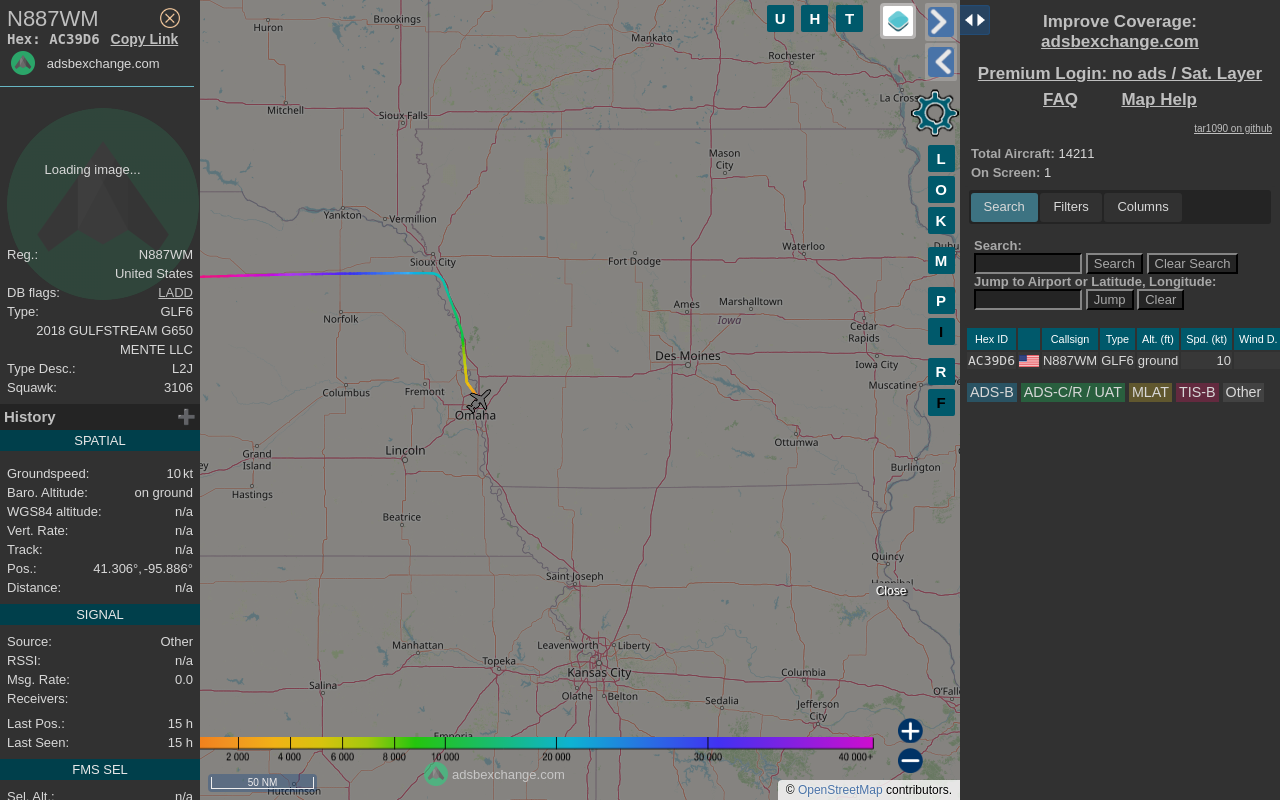 N887WM
Hex: AC39D6 Copy Link
adsbexchange.com
Loading image...
Reg.: N887WM
United States
DB flags: LADD
Type: GLF6
2018 GULFSTREAM G650
MENTE LLC
Type Desc.: L2J
Squawk: 3106
History
SPATIAL
Groundspeed: 10 kt
Baro. Altitude: on ground
WGS84 altitude: n/a
Vert. Rate: n/a
Track: n/a
Pos.: 41.306°, -95.886°
Distance: n/a
SIGNAL
Source: Other
RSSI: n/a
Msg. Rate: 0.0
Receivers:
Last Pos.: 15 h
Last Seen: 15 h
FMS SEL
Sel. Alt.: n/a
U H T
L
O
K
M
P
I
R
F
Huron
Brookings
Mankato
Rochester
La Cross
Mitchell
Sioux Falls
Mason
City
Yankton
Vermillion
Sioux City
Fort Dodge
Waterloo
Dubu
Norfolk
Ames
Marshalltown
Iowa
Cedar
Rapids
Des Moines
Iowa City
Columbus
Fremont
Muscatine
Omaha
Grand
Island
Lincoln
Ottumwa
Burlington
ey
Hastings
Beatrice
Quincy
Saint Joseph
Hannibal
Close
Manhattan
Leavenworth
Liberty
Topeka
Kansas City
Columbia
Salina
Olathe
Belton
Sedalia
Jefferson
City
O'Falle
Emporia
2 000 4 000 6 000 8 000 10 000 20 000 30 000 40 000+
adsbexchange.com
50 NM
Hutchinson
© OpenStreetMap contributors.
Improve Coverage:
adsbexchange.com
Premium Login: no ads / Sat. Layer
FAQ Map Help
tar1090 on github
Total Aircraft: 14211
On Screen: 1
Search Filters Columns
Search:
Search Clear Search
Jump to Airport or Latitude, Longitude:
Jump Clear
Hex ID Callsign Type Alt. (ft) Spd. (kt) Wind D.
AC39D6 N887WM GLF6 ground 10
ADS-B ADS-C/R / UAT MLAT TIS-B Other